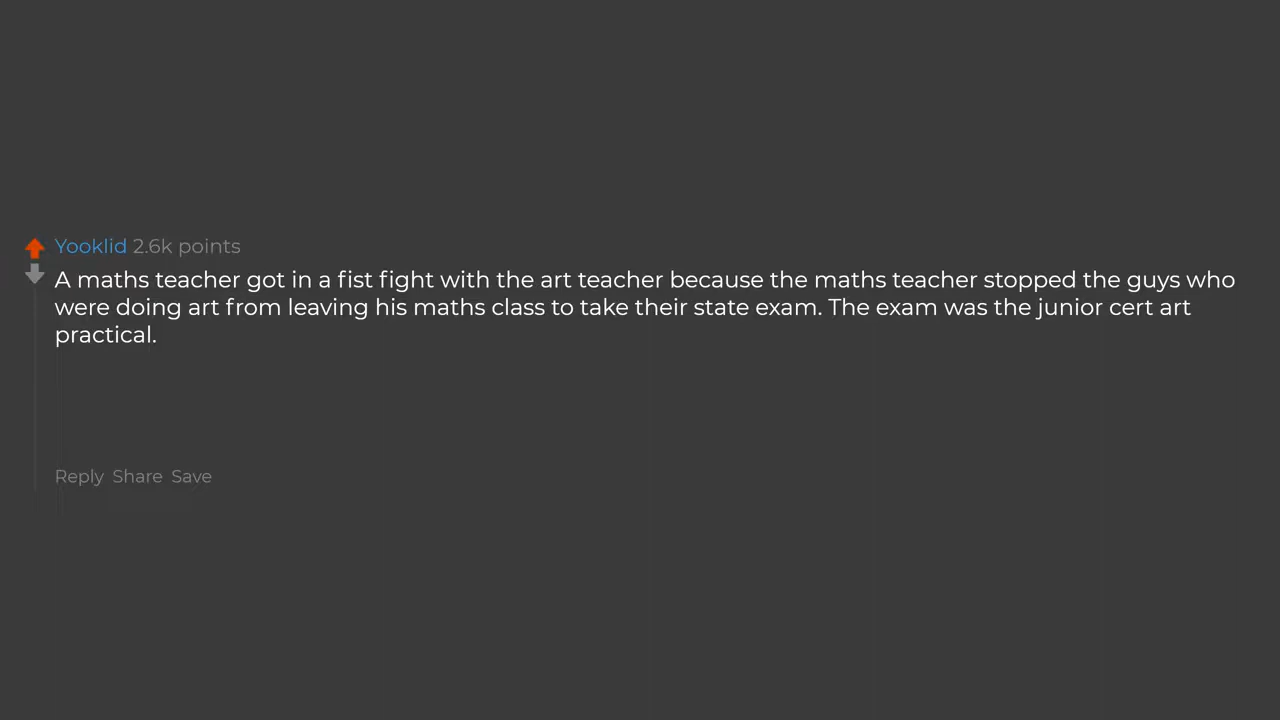 Yooklid 2.6k points
A maths teacher got in a fist fight with the art teacher because the maths teacher stopped the guys who
were doing art from leaving his maths class to take their state exam. The exam was the junior cert art
practical.
Reply Share Save